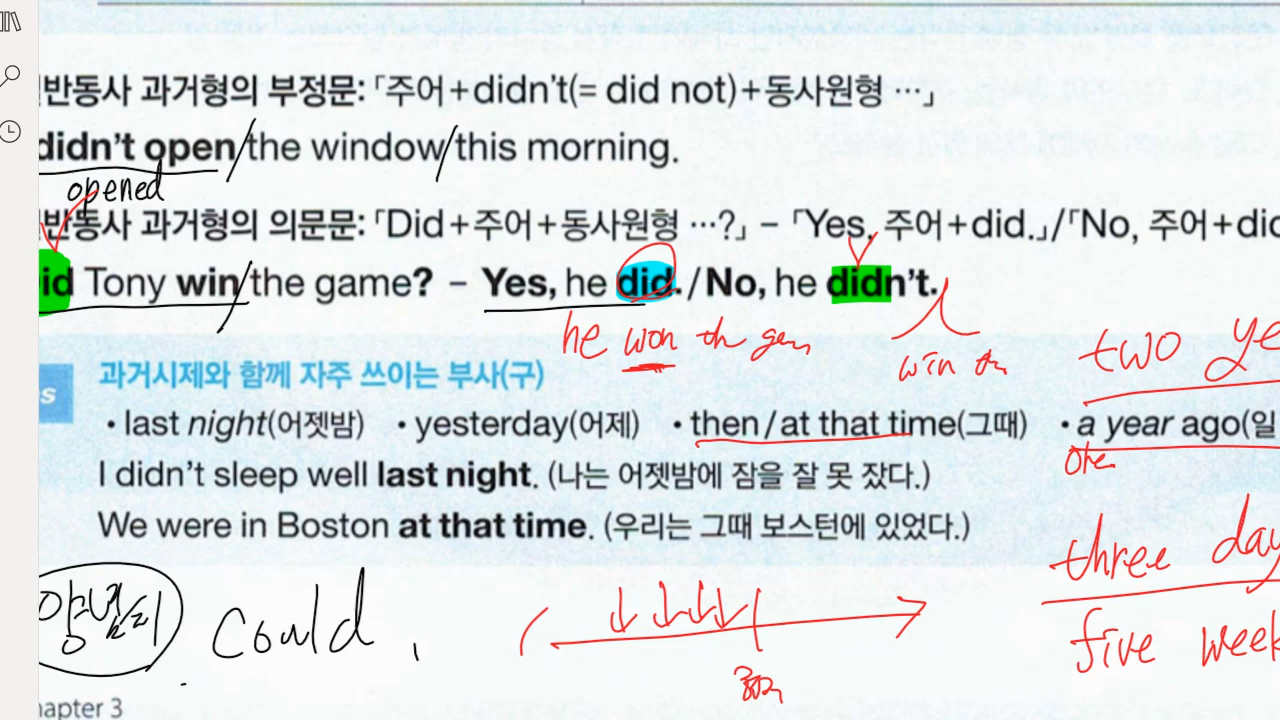 반동사 과거형의 부정문: 「주어+didn't(= did not)+동사원형 …」
didn't open/the window/this morning.
opened
반동사 과거형의 의문문: 「Did+주어+동사원형 …?」 – 「Yes, 주어+did.」/「No, 주어+did
id Tony win/the game? – Yes, he did./No, he didn't.
he won the
win th
two ye
과거시제와 함께 자주 쓰이는 부사(구)
s
• last night(어젯밤) • yesterday(어제) • then/at that time(그때) • a year ago(일
one
I didn't sleep well last night. (나는 어젯밤에 잠을 잘 못 잤다.)
We were in Boston at that time. (우리는 그때 보스턴에 있었다.)
three day
could,
five week
hapter 3